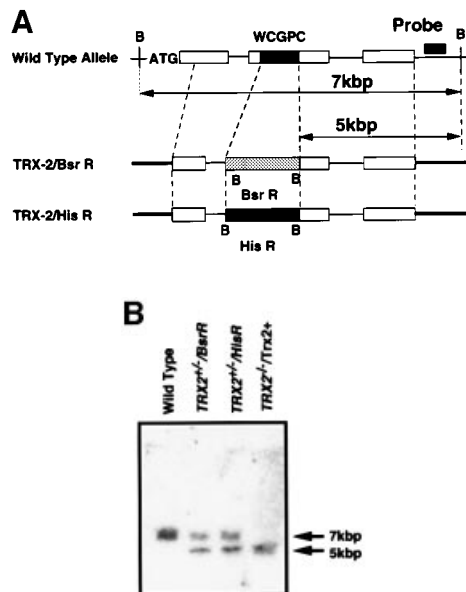 A
Probe
B
WCGPC
B
Wild Type Allele
ATG
7kbp
5kbp
TRX-2/Bsr R
B
B
Bsr R
TRX-2/His R
B
B
His R
B
Wild Type
TRX2+/-/BsrR
TRX2+/-/HisR
TRX2-/-/Trx2+
7kbp
5kbp